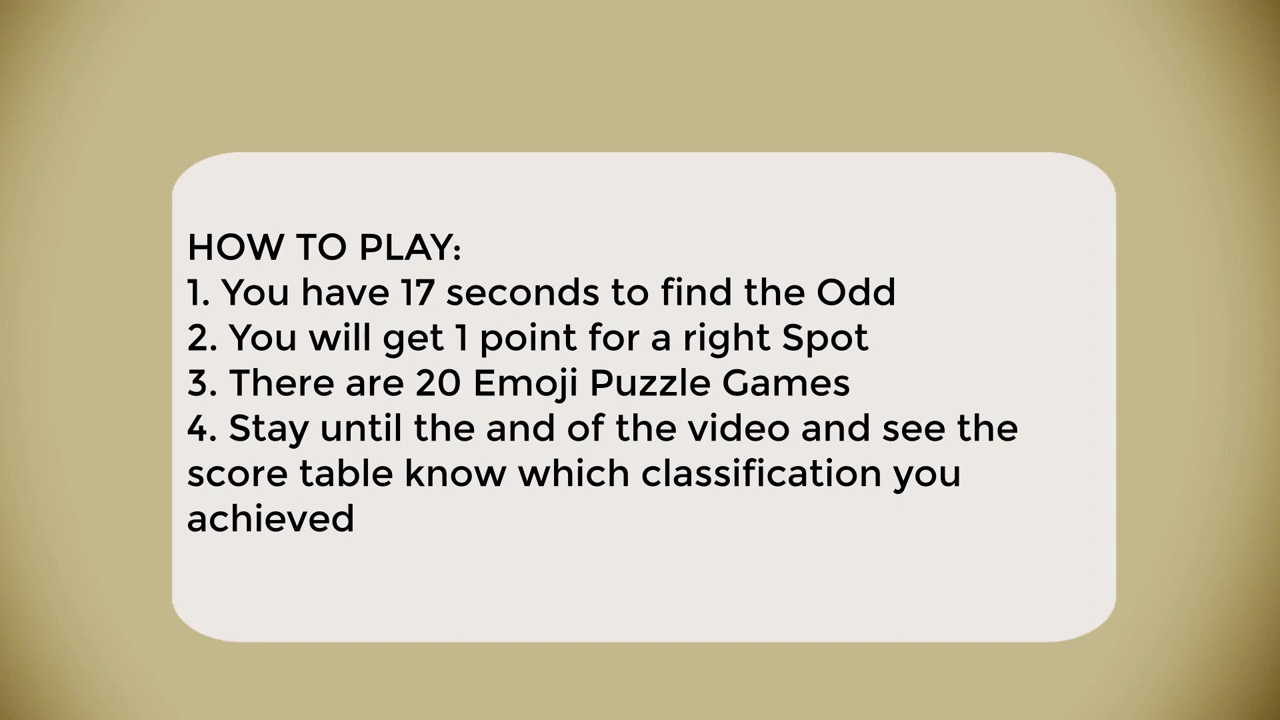 HOW TO PLAY:
1. You have 17 seconds to find the Odd
2. You will get 1 point for a right Spot
3. There are 20 Emoji Puzzle Games
4. Stay until the and of the video and see the
score table know which classification you
achieved